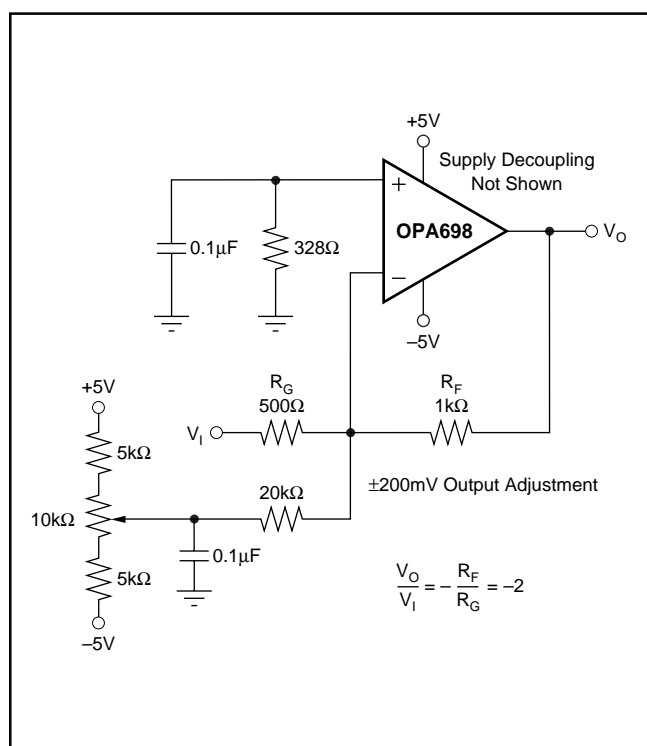 +5V
Supply Decoupling
Not Shown
+
OPA698
−
V_O
0.1µF
328Ω
−5V
+5V
R_G
500Ω
R_F
1kΩ
V_I
5kΩ
±200mV Output Adjustment
20kΩ
10kΩ
0.1µF
5kΩ
V_O/V_I = − R_F/R_G = −2
−5V